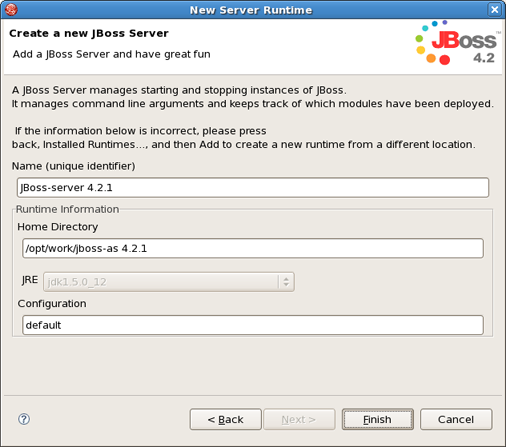 New Server Runtime
Create a new JBoss Server
Add a JBoss Server and have great fun
JBoss
4.2
A JBoss Server manages starting and stopping instances of JBoss.
It manages command line arguments and keeps track of which modules have been deployed.
If the information below is incorrect, please press
back, Installed Runtimes..., and then Add to create a new runtime from a different location.
Name (unique identifier)
JBoss-server 4.2.1
Runtime Information
Home Directory
/opt/work/jboss-as 4.2.1
JRE jdk1.5.0_12
Configuration
default
? < Back Next > Finish Cancel